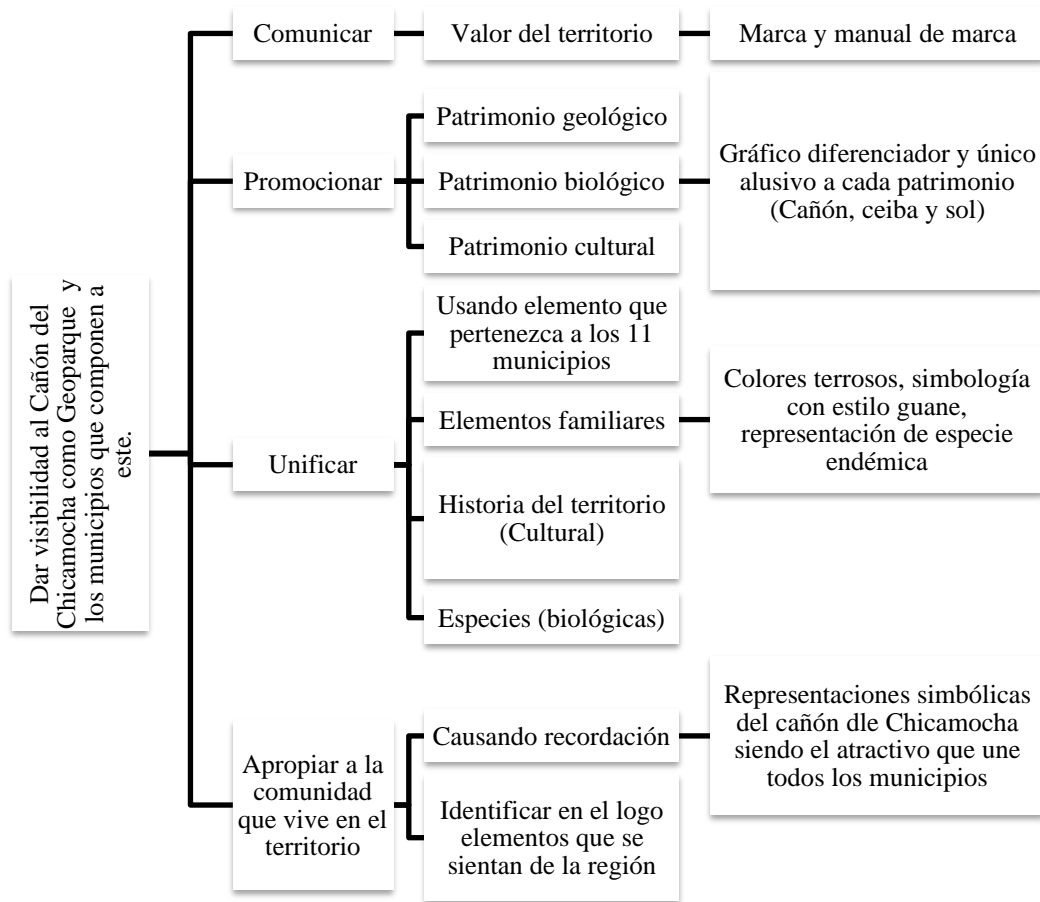 Dar visibilidad al Cañón del
Chicamocha como Geoparque y
los municipios que componen a
este.
Comunicar
Valor del territorio
Marca y manual de marca
Promocionar
Patrimonio geológico
Patrimonio biológico
Gráfico diferenciador y único
alusivo a cada patrimonio
(Cañón, ceiba y sol)
Patrimonio cultural
Unificar
Usando elemento que
pertenezca a los 11
municipios
Elementos familiares
Colores terrosos, simbología
con estilo guane,
representación de especie
endémica
Historia del territorio
(Cultural)
Especies (biológicas)
Apropiar a la
comunidad
que vive en el
territorio
Causando recordación
Representaciones simbólicas
del cañón dle Chicamocha
siendo el atractivo que une
todos los municipios
Identificar en el logo
elementos que se
sientan de la región